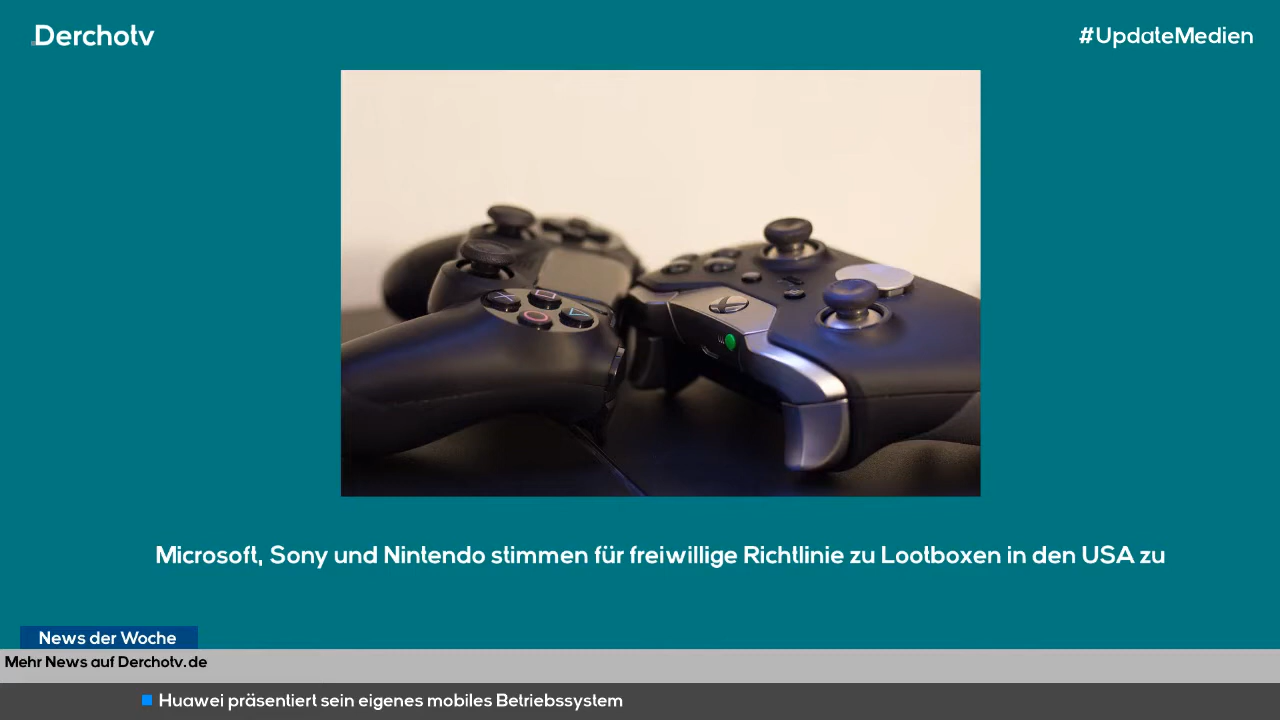 Derchotv
#UpdateMedien
Microsoft, Sony und Nintendo stimmen für freiwillige Richtlinie zu Lootboxen in den USA zu
News der Woche
Mehr News auf Derchotv.de
Huawei präsentiert sein eigenes mobiles Betriebssystem